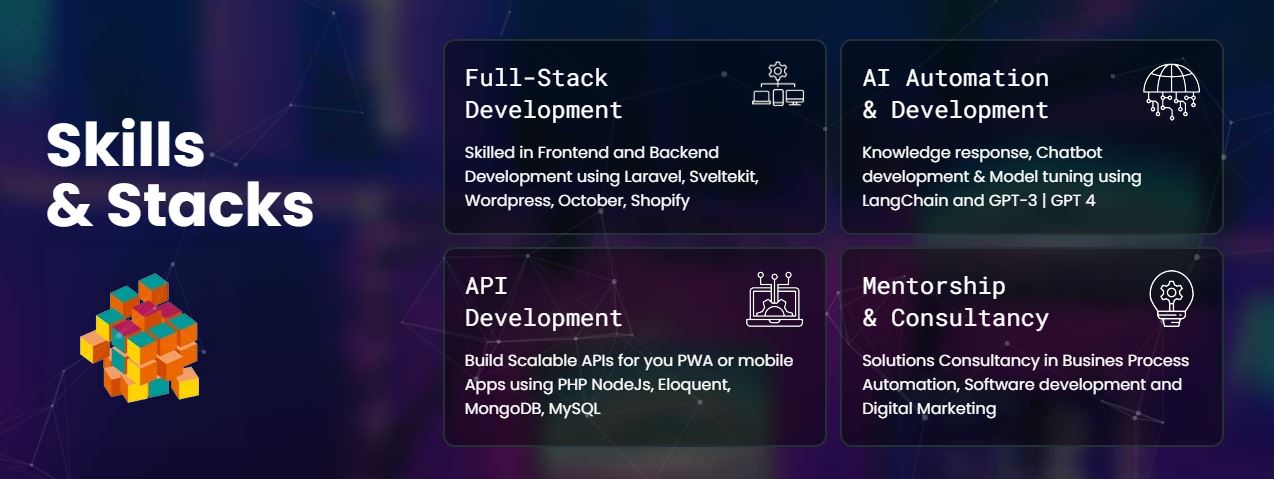 Skills
& Stacks
Full-Stack
Development
Skilled in Frontend and Backend
Development using Laravel, Sveltekit,
Wordpress, October, Shopify
AI Automation
& Development
Knowledge response, Chatbot
development & Model tuning using
LangChain and GPT-3 | GPT 4
API
Development
Build Scalable APIs for you PWA or mobile
Apps using PHP NodeJs, Eloquent,
MongoDB, MySQL
Mentorship
& Consultancy
Solutions Consultancy in Busines Process
Automation, Software development and
Digital Marketing